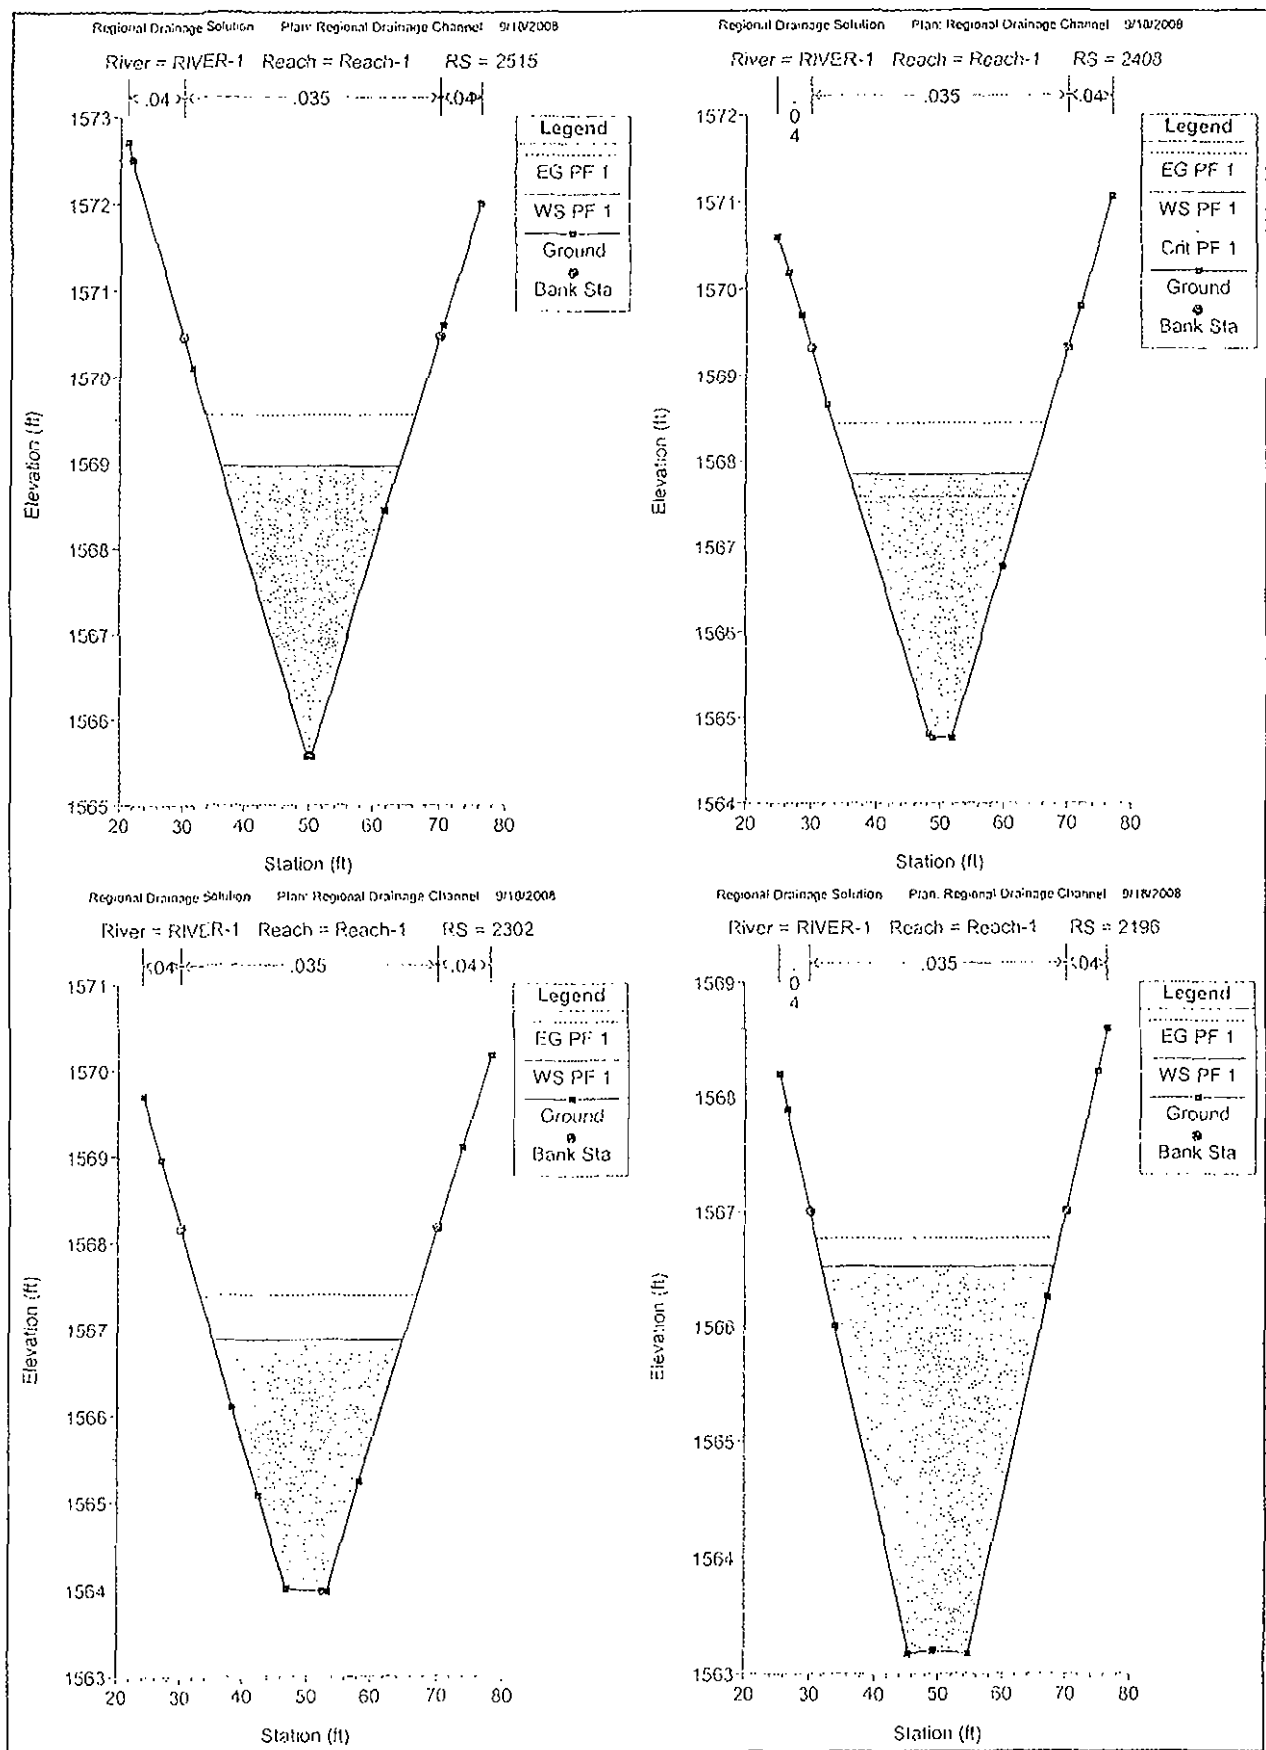 Regional Drainage Solution Plan: Regional Drainage Channel 9/18/2008
River = RIVER-1 Reach = Reach-1 RS = 2515
.04 .035 .04
1573
1572
1571
1570
1569
1568
1567
1566
1565
Elevation (ft)
20 30 40 50 60 70 80
Station (ft)
Legend
EG PF 1
WS PF 1
Ground
Bank Sta
Regional Drainage Solution Plan: Regional Drainage Channel 9/18/2008
River = RIVER-1 Reach = Reach-1 RS = 2408
.04 .035 .04
1572
1571
1570
1569
1568
1567
1566
1565
1564
Elevation (ft)
20 30 40 50 60 70 80
Station (ft)
Legend
EG PF 1
WS PF 1
Crit PF 1
Ground
Bank Sta
Regional Drainage Solution Plan: Regional Drainage Channel 9/18/2008
River = RIVER-1 Reach = Reach-1 RS = 2302
.04 .035 .04
1571
1570
1569
1568
1567
1566
1565
1564
1563
Elevation (ft)
20 30 40 50 60 70 80
Station (ft)
Legend
EG PF 1
WS PF 1
Ground
Bank Sta
Regional Drainage Solution Plan: Regional Drainage Channel 9/18/2008
River = RIVER-1 Reach = Reach-1 RS = 2196
.04 .035 .04
1569
1568
1567
1566
1565
1564
1563
Elevation (ft)
20 30 40 50 60 70 80
Station (ft)
Legend
EG PF 1
WS PF 1
Ground
Bank Sta